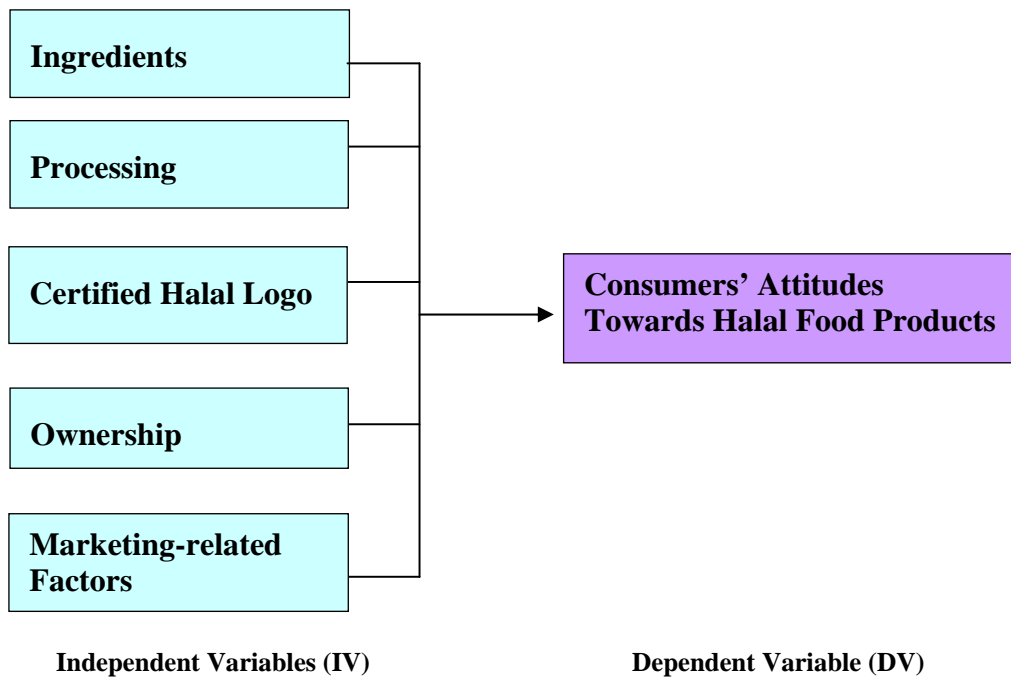 Ingredients
Processing
Certified Halal Logo
Ownership
Marketing-related
Factors
Consumers’ Attitudes
Towards Halal Food Products
Independent Variables (IV)
Dependent Variable (DV)